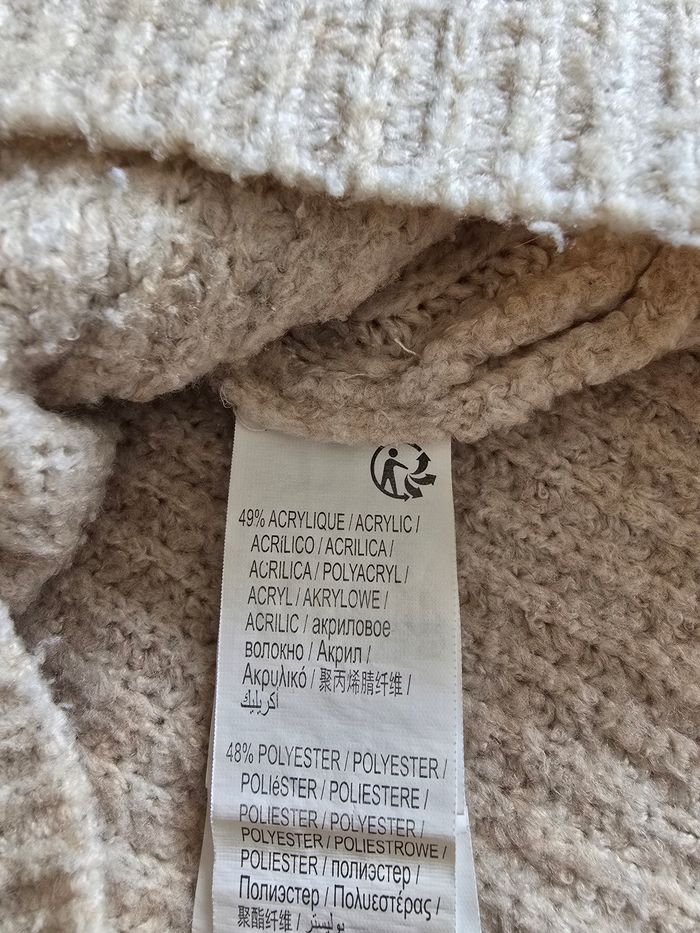 49% ACRYLIQUE / ACRYLIC /
ACRÍLICO / ACRILICA /
ACRILICA / POLYACRYL /
ACRYL / AKRYLOWE /
ACRILIC / акриловое
волокно / Акрил /
Ακρυλικό / 聚丙烯腈纤维 /
أكريليك
48% POLYESTER / POLYESTER /
POLIéSTER / POLIESTERE /
POLIESTER / POLYESTER /
POLYESTER / POLIESTROWE /
POLIESTER / полиэстер /
Полиэстер / Πολυεστέρας /
聚酯纤维 / بوليستر